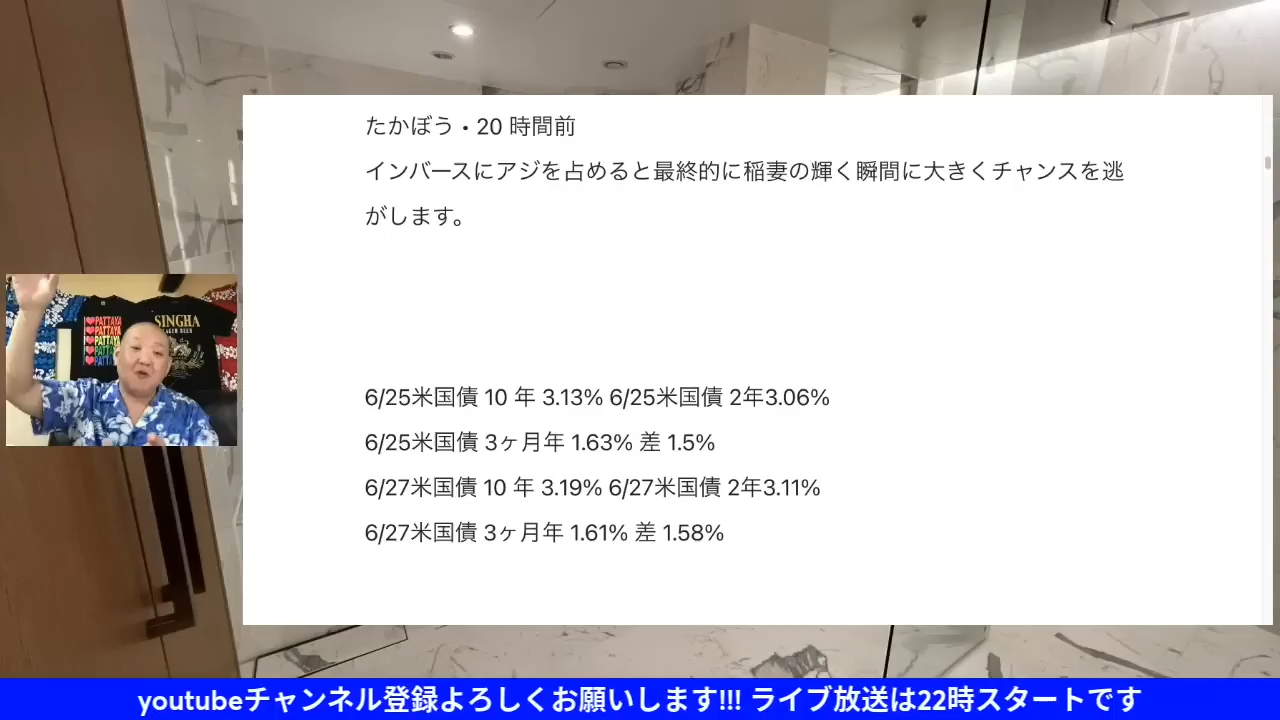 たかぼう・20 時間前
インバースにアジを占めると最終的に稲妻の輝く瞬間に大きくチャンスを逃
がします。
6/25米国債 10 年 3.13% 6/25米国債 2年3.06%
6/25米国債 3ヶ月年 1.63% 差 1.5%
6/27米国債 10 年 3.19% 6/27米国債 2年3.11%
6/27米国債 3ヶ月年 1.61% 差 1.58%
I❤PATTAYA
I❤PATTAYA
I❤PATTAYA
I❤PATTA
I❤PATTA
SINGHA
LAGER BEER
youtubeチャンネル登録よろしくお願いします!!! ライブ放送は22時スタートです